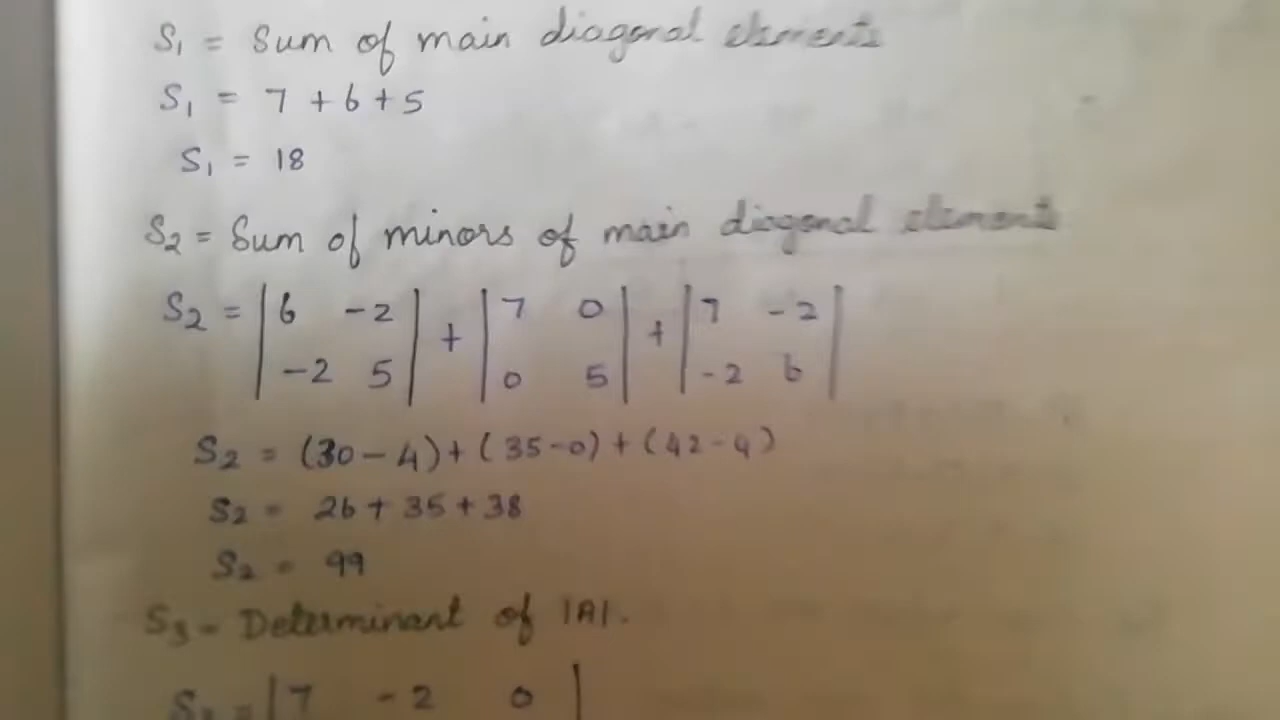 S₁ = Sum of main diagonal elements
S₁ = 7 + 6 + 5
S₁ = 18
S₂ = Sum of minors of main diagonal elements
S₂ = | 6 -2 | + | 7 0 | + | 7 -2 |
| -2 5 | | 0 5 | | -2 6 |
S₂ = (30 - 4) + (35 - 0) + (42 - 4)
S₂ = 26 + 35 + 38
S₂ = 99
S₃ = Determinant of |A|.
S₃ = | 7 -2 0 |